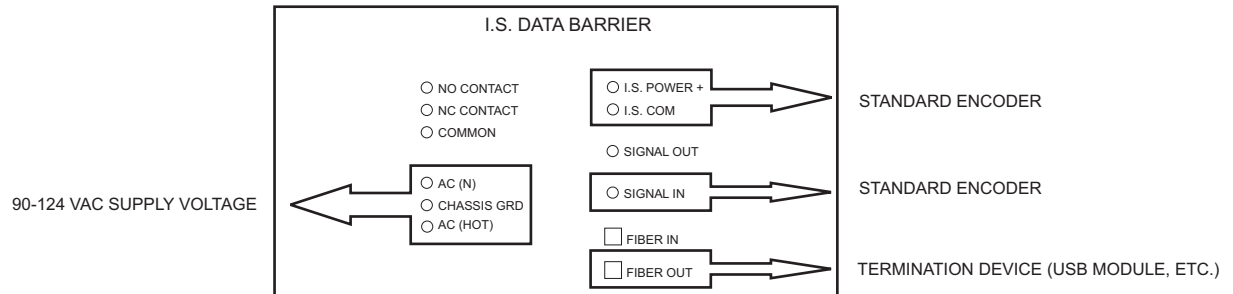 I.S. DATA BARRIER
NO CONTACT
NC CONTACT
COMMON
AC (N)
CHASSIS GRD
AC (HOT)
90-124 VAC SUPPLY VOLTAGE
I.S. POWER +
I.S. COM
STANDARD ENCODER
SIGNAL OUT
SIGNAL IN
STANDARD ENCODER
FIBER IN
FIBER OUT
TERMINATION DEVICE (USB MODULE, ETC.)